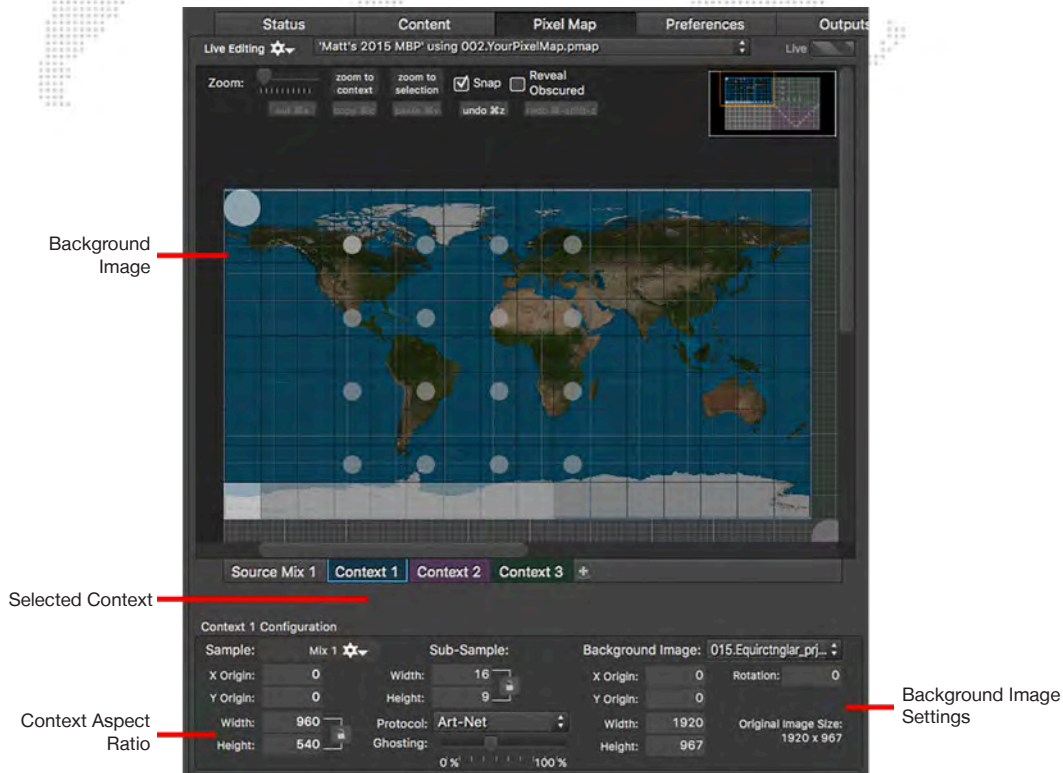 Status Content Pixel Map Preferences Outputs
Live Editing 'Matt's 2015 MBP' using 002.YourPixelMap.pmap Live
Zoom: zoom to context zoom to selection Snap Reveal Obscured
undo ⌘z
Background Image
Source Mix 1 Context 1 Context 2 Context 3 +
Selected Context
Context 1 Configuration
Sample: Mix 1 Sub-Sample: Background Image: 015.Equirctnglar_prj...
X Origin: 0 Width: 16 X Origin: 0 Rotation: 0
Y Origin: 0 Height: 9 Y Origin: 0
Background Image Settings
Context Aspect Ratio
Width: 960 Protocol: Art-Net Width: 1920 Original Image Size: 1920 x 967
Height: 540 Ghosting: Height: 967
0% 100%